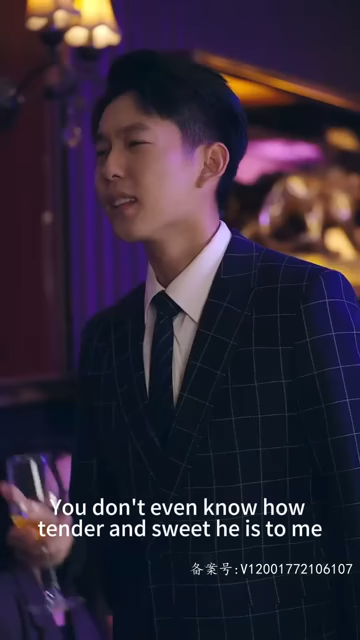 You don't even know how
tender and sweet he is to me
备案号:V12001772106107